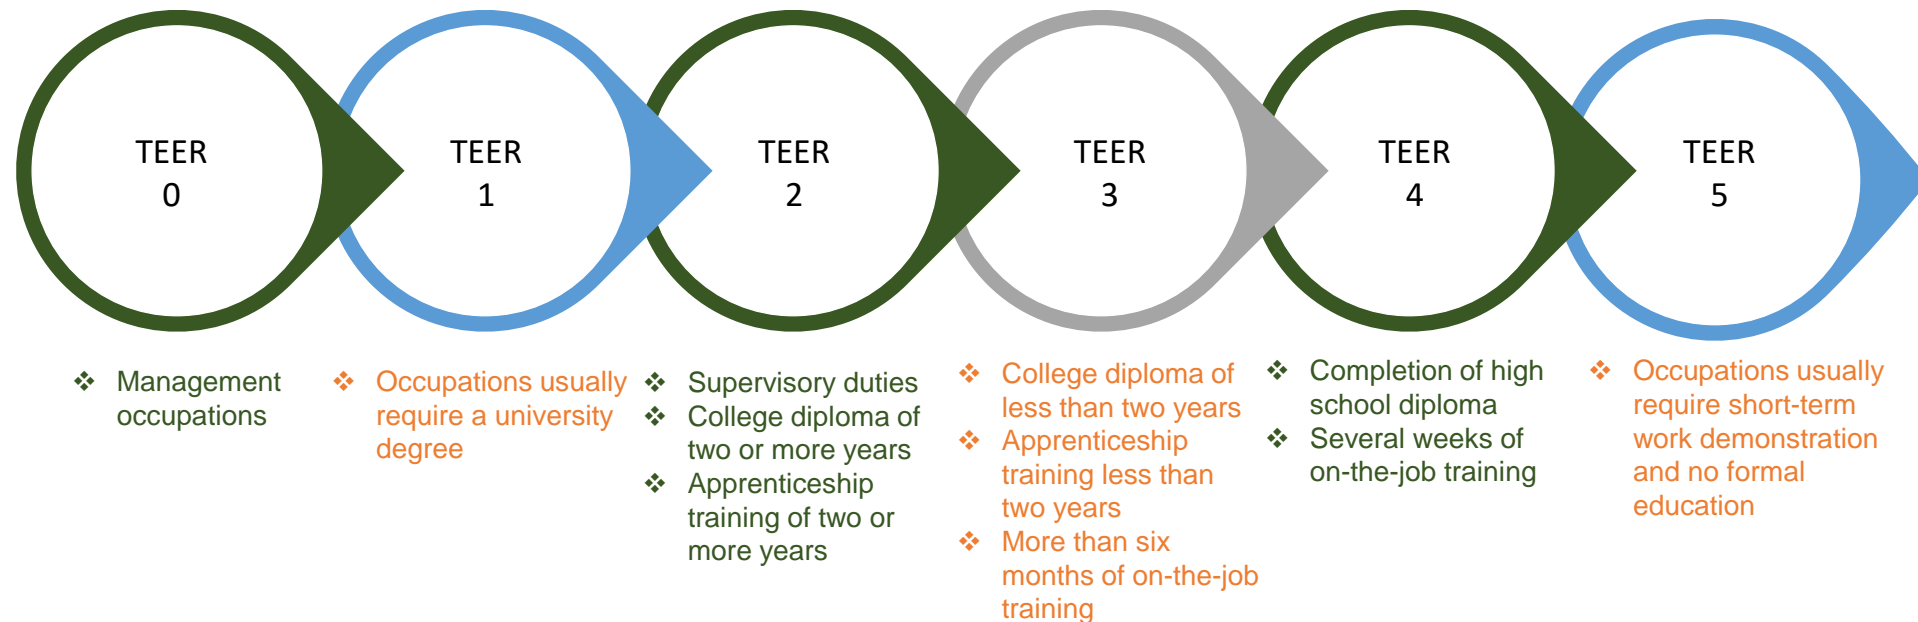 TEER
0
TEER
1
TEER
2
TEER
3
TEER
4
TEER
5
❖ Management
occupations
❖ Occupations usually
require a university
degree
❖ Supervisory duties
❖ College diploma of
two or more years
❖ Apprenticeship
training of two or
more years
❖ College diploma of
less than two years
❖ Apprenticeship
training less than
two years
❖ More than six
months of on-the-job
training
❖ Completion of high
school diploma
❖ Several weeks of
on-the-job training
❖ Occupations usually
require short-term
work demonstration
and no formal
education